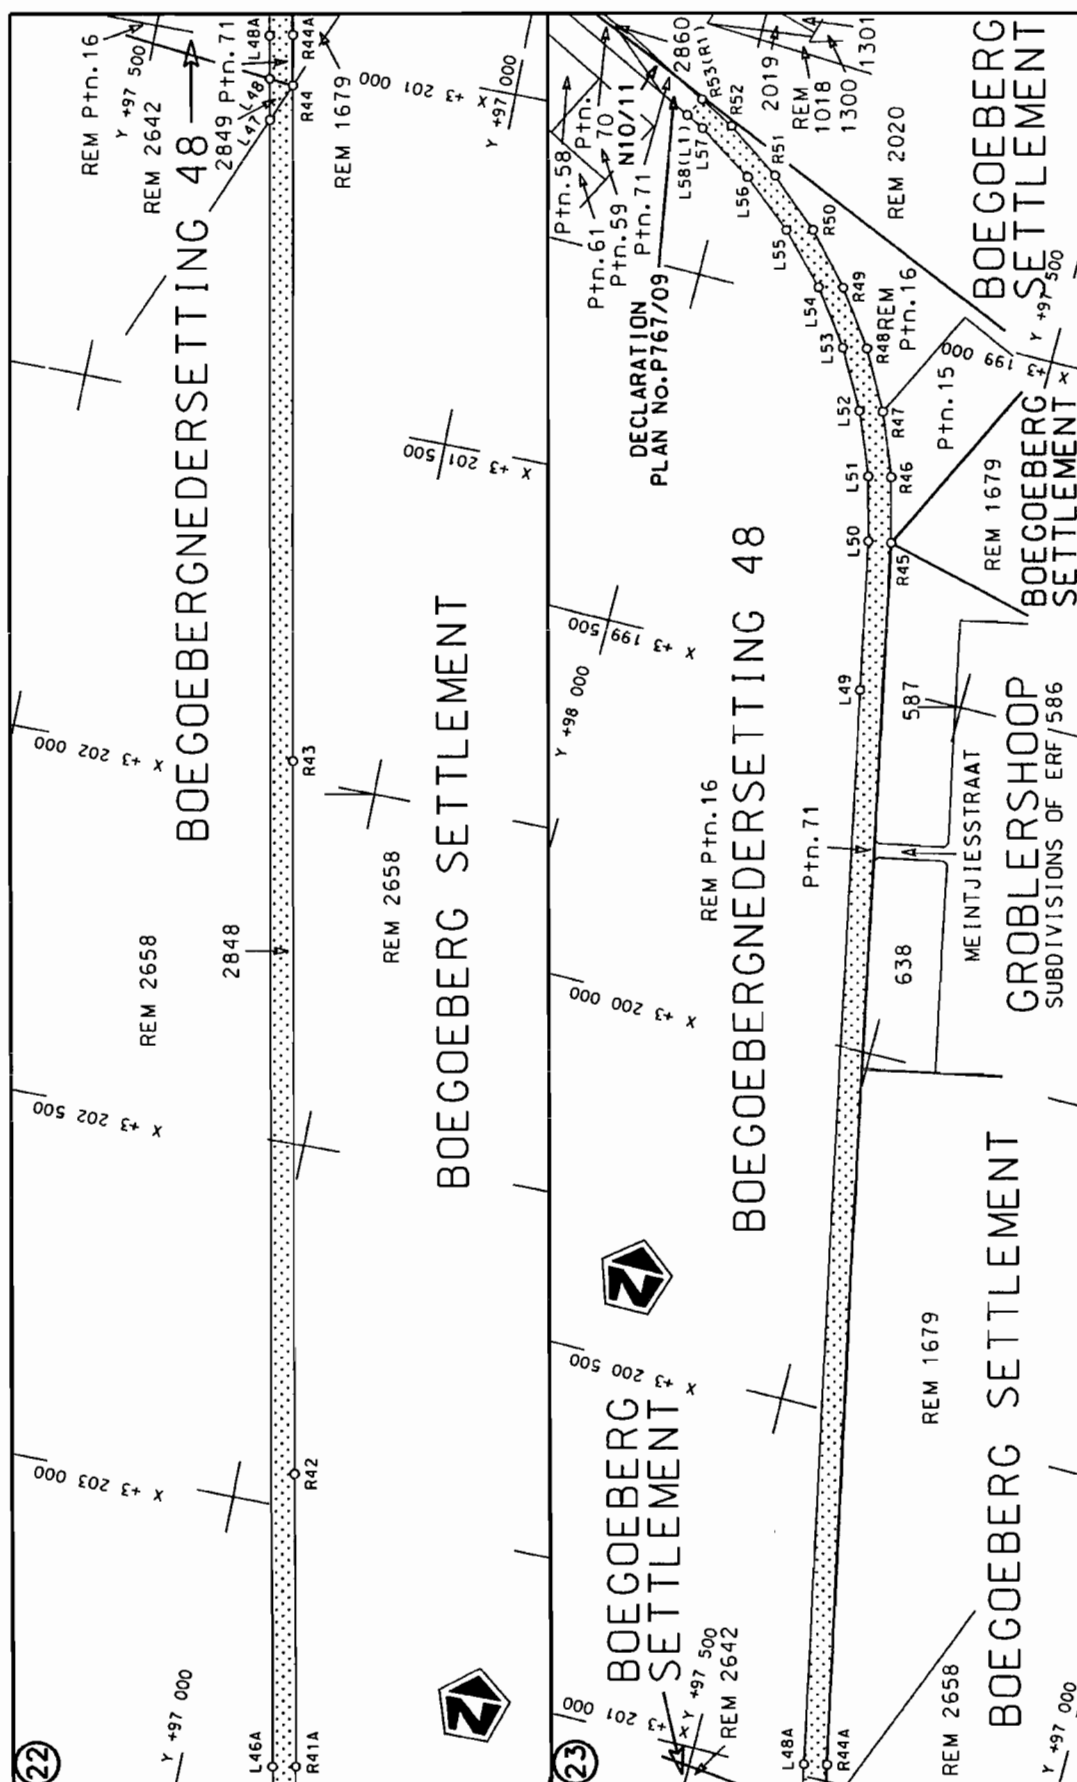 22
REM Ptn.16
Y +97 500
REM 2642
BOEGOEBERGNEDERSETTING 48
2849 Ptn.71
L47
L48
L48A
R44A
R44
REM 1679
X +3 201 000
Y +97 000
X +3 201 500
X +3 202 000
R43
REM 2658
2848
REM 2658
BOEGOEBERG SETTLEMENT
X +3 202 500
X +3 203 000
R42
Y +97 000
L46A
R41A
N
23
Ptn.58
Ptn.61
Ptn.59
Ptn.70
Ptn.71
N10/11
2860
L58(L1)
L57
R53(R1)
R52
2019
REM
1018
1300
1301
L56
R51
L55
R50
REM 2020
L54
R49
L53
R48
REM
Ptn.16
L52
R47
Ptn.15
L51
R46
L50
R45
REM 1679
BOEGOEBERG
SETTLEMENT
Y +97 500
X +3 199 000
BOEGOEBERG
SETTLEMENT
DECLARATION
PLAN No.P767/09
X +3 199 500
Y +98 000
BOEGOEBERGNEDERSETTING 48
REM Ptn.16
L49
Ptn.71
587
638
MEINTJIESSTRAAT
GROBLERSHOOP
SUBDIVISIONS OF ERF 586
X +3 200 000
N
X +3 200 500
BOEGOEBERG
SETTLEMENT
REM 1679
BOEGOEBERG SETTLEMENT
X +3 201 000
Y +97 500
REM 2642
L48A
R44A
REM 2658
Y +97 000